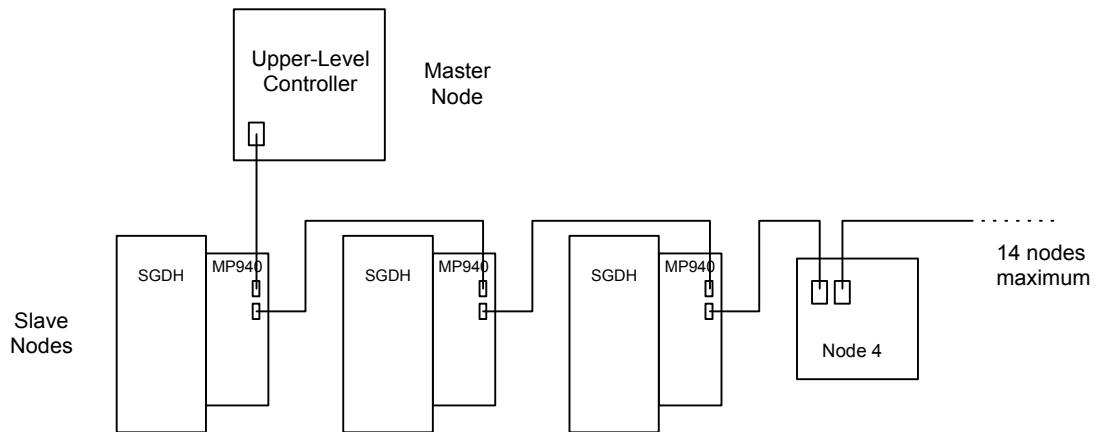 Upper-Level
Controller
Master
Node
SGDH
MP940
SGDH
MP940
SGDH
MP940
14 nodes
maximum
Slave
Nodes
Node 4